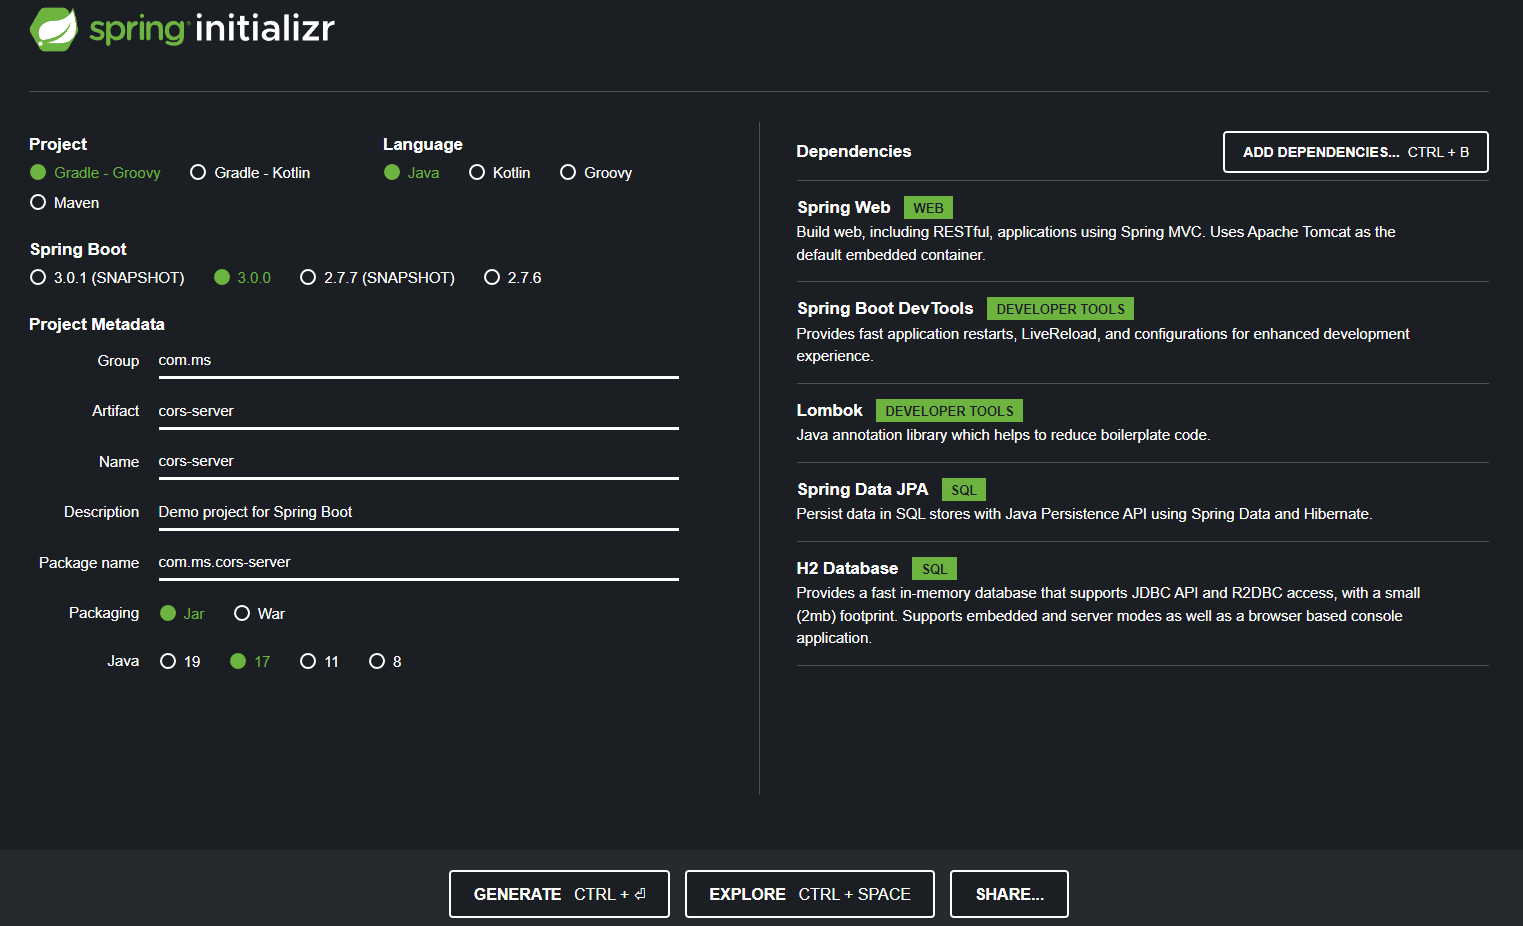 spring initializr
Project
Gradle - Groovy Gradle - Kotlin
Maven
Language
Java Kotlin Groovy
Spring Boot
3.0.1 (SNAPSHOT) 3.0.0 2.7.7 (SNAPSHOT) 2.7.6
Project Metadata
Group com.ms
Artifact cors-server
Name cors-server
Description Demo project for Spring Boot
Package name com.ms.cors-server
Packaging Jar War
Java 19 17 11 8
Dependencies
ADD DEPENDENCIES... CTRL + B
Spring Web WEB
Build web, including RESTful, applications using Spring MVC. Uses Apache Tomcat as the
default embedded container.
Spring Boot DevTools DEVELOPER TOOLS
Provides fast application restarts, LiveReload, and configurations for enhanced development
experience.
Lombok DEVELOPER TOOLS
Java annotation library which helps to reduce boilerplate code.
Spring Data JPA SQL
Persist data in SQL stores with Java Persistence API using Spring Data and Hibernate.
H2 Database SQL
Provides a fast in-memory database that supports JDBC API and R2DBC access, with a small
(2mb) footprint. Supports embedded and server modes as well as a browser based console
application.
GENERATE CTRL + ⏎
EXPLORE CTRL + SPACE
SHARE...